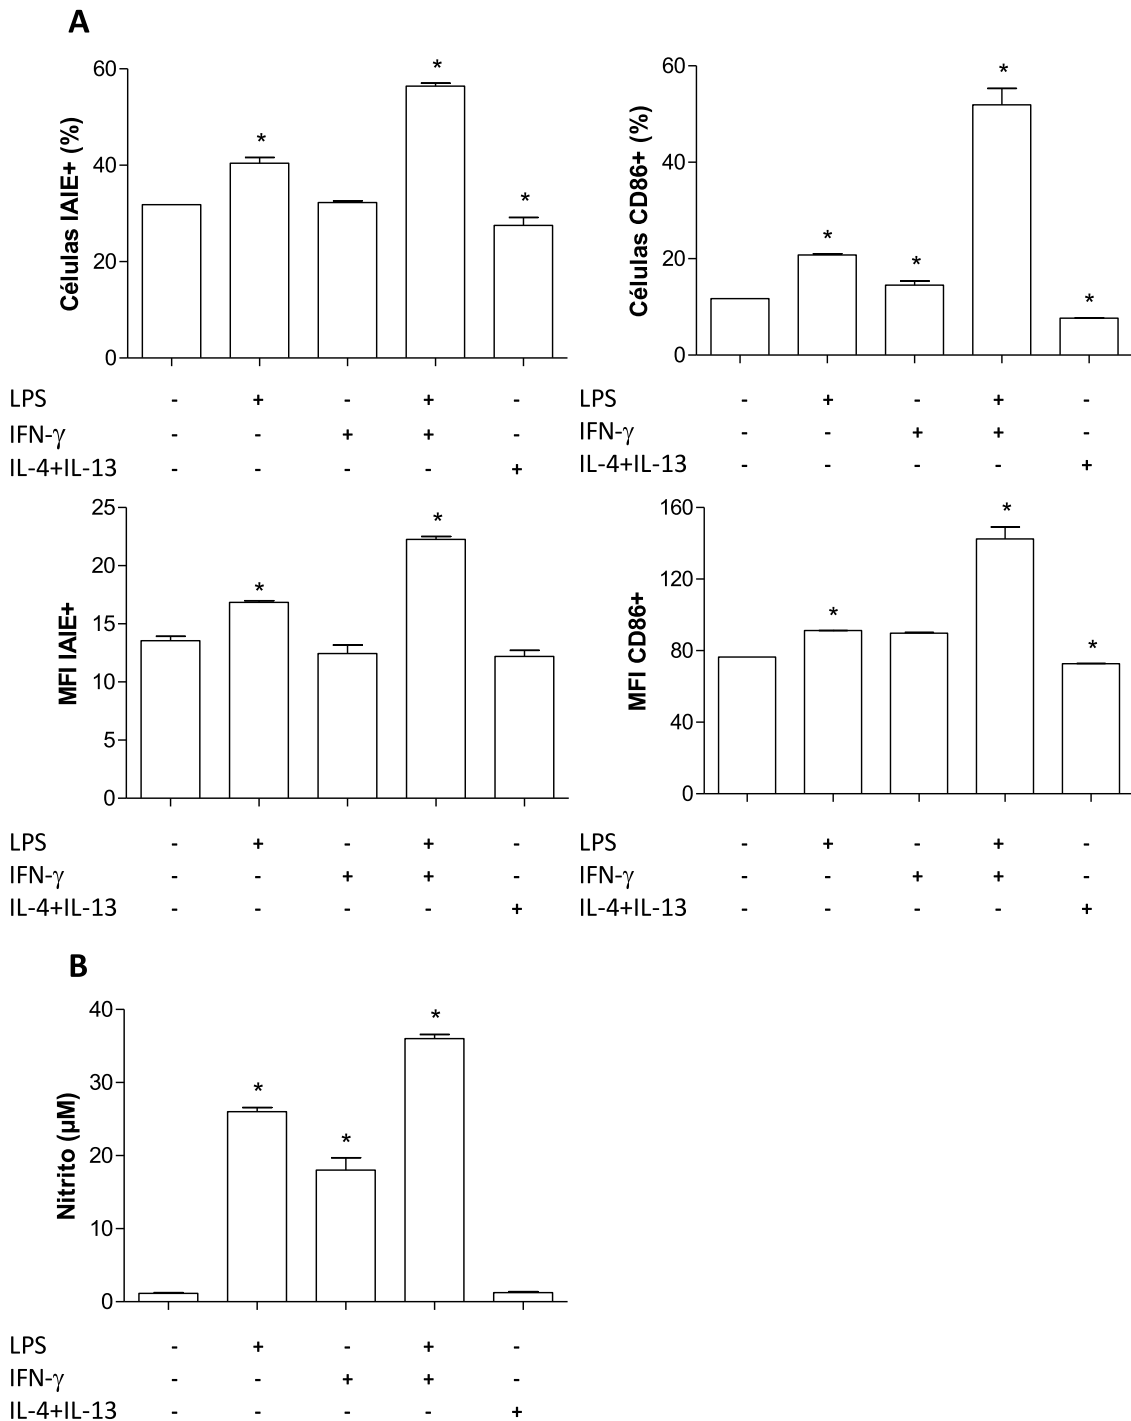 A
60
40
20
0
Células IAIE+ (%)
* * *
LPS - + - + -
IFN-γ - - + + -
IL-4+IL-13 - - - - +
60
40
20
0
Células CD86+ (%)
* * * *
LPS - + - + -
IFN-γ - - + + -
IL-4+IL-13 - - - - +
25
20
15
10
5
0
MFI IAIE+
* *
LPS - + - + -
IFN-γ - - + + -
IL-4+IL-13 - - - - +
160
120
80
40
0
MFI CD86+
* * *
LPS - + - + -
IFN-γ - - + + -
IL-4+IL-13 - - - - +
B
40
30
20
10
0
Nitrito (µM)
* * *
LPS - + - + -
IFN-γ - - + + -
IL-4+IL-13 - - - - +